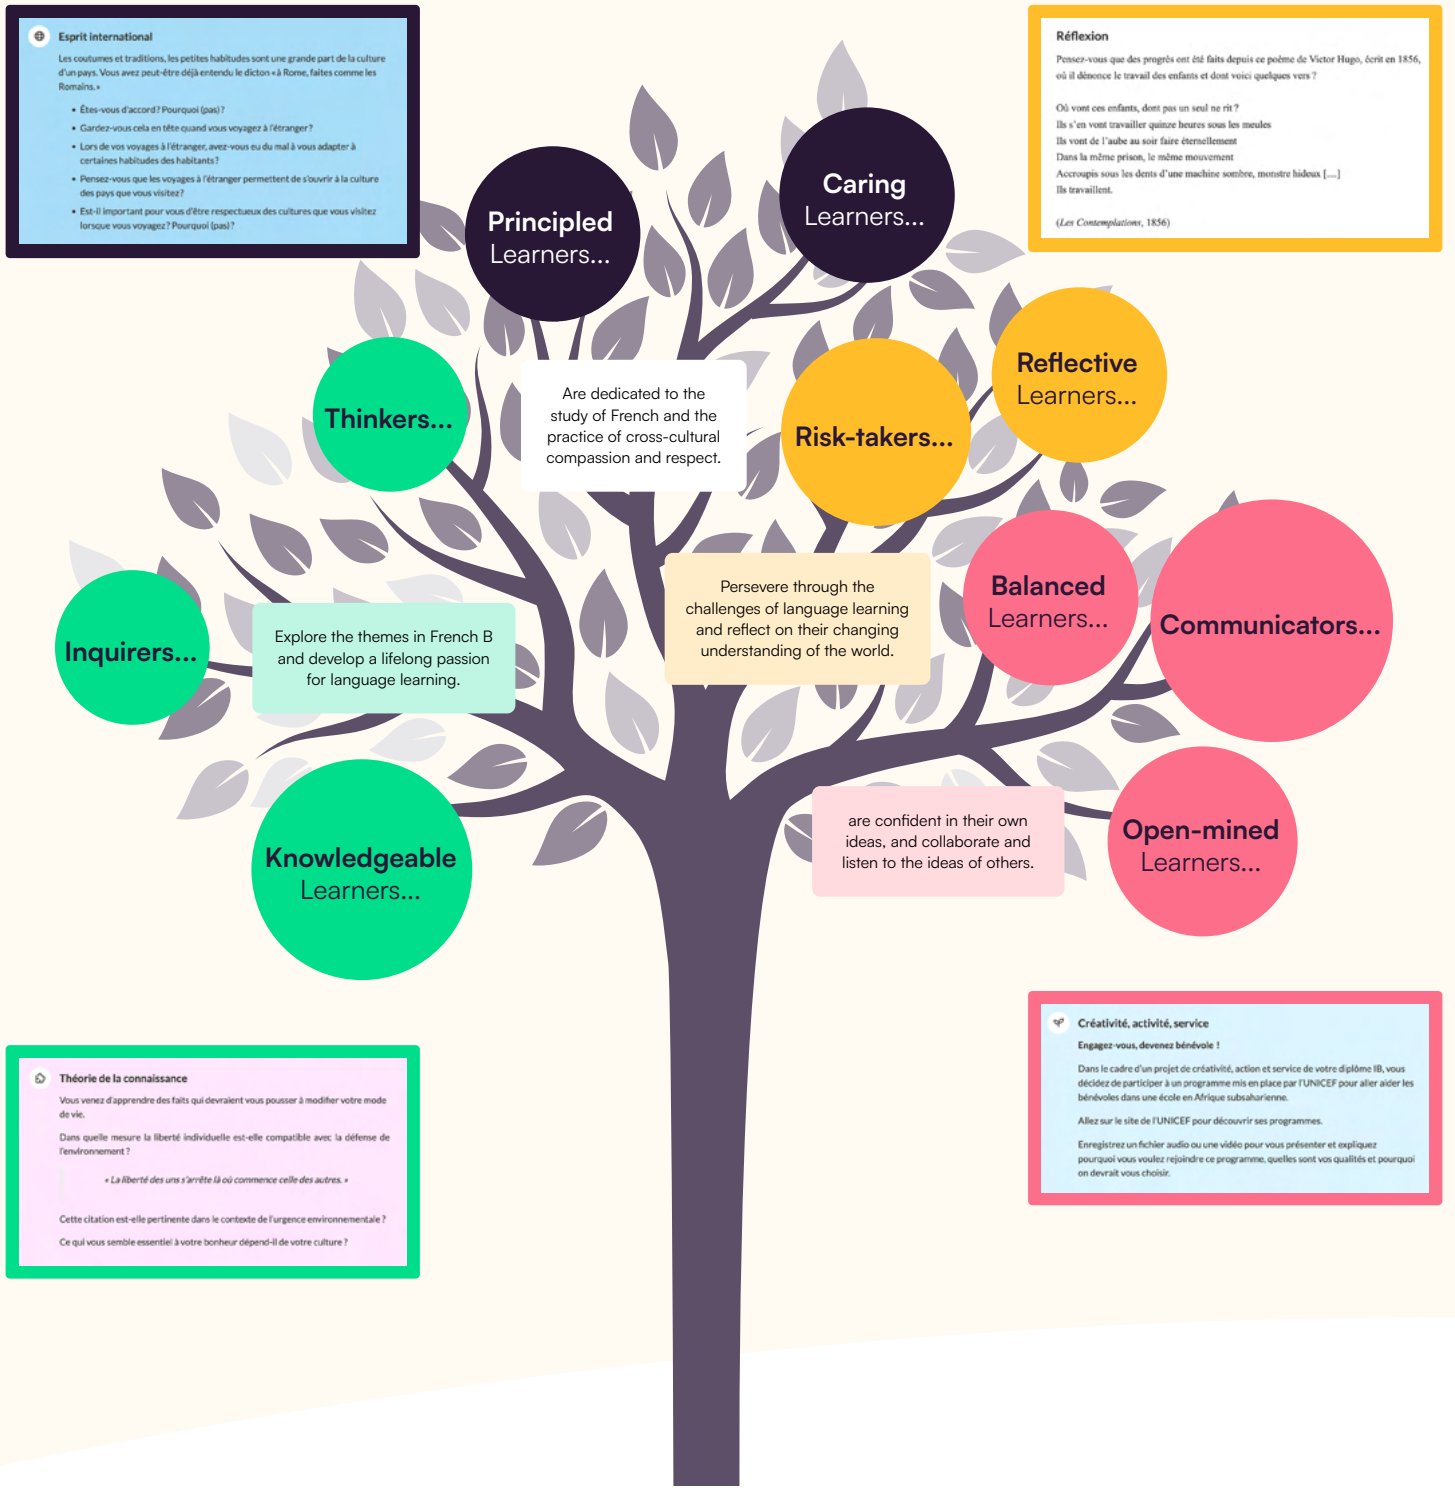 Esprit international
Les coutumes et traditions, les petites habitudes sont une grande part de la culture
d'un pays. Vous avez peut-être déjà entendu le dicton « à Rome, faites comme les
Romains. »
• Êtes-vous d'accord? Pourquoi (pas)?
• Gardez-vous cela en tête quand vous voyagez à l'étranger?
• Lors de vos voyages à l'étranger, avez-vous eu du mal à vous adapter à
certaines habitudes des habitants?
• Pensez-vous que les voyages à l'étranger permettent de s'ouvrir à la culture
des pays que vous visitez?
• Est-il important pour vous d'être respectueux des cultures que vous visitez
lorsque vous voyagez? Pourquoi (pas)?
Réflexion
Pensez-vous que des progrès ont été faits depuis ce poème de Victor Hugo, écrit en 1856,
où il dénonce le travail des enfants et dont voici quelques vers ?
Où vont ces enfants, dont pas un seul ne rit ?
Ils s'en vont travailler quinze heures sous les meules
Ils vont de l'aube au soir faire éternellement
Dans la même prison, le même mouvement
Accroupis sous les dents d'une machine sombre, monstre hideux [....]
Ils travaillent.
(Les Contemplations, 1856)
Principled
Learners...
Caring
Learners...
Thinkers...
Are dedicated to the
study of French and the
practice of cross-cultural
compassion and respect.
Risk-takers...
Reflective
Learners...
Inquirers...
Explore the themes in French B
and develop a lifelong passion
for language learning.
Persevere through the
challenges of language learning
and reflect on their changing
understanding of the world.
Balanced
Learners...
Communicators...
Knowledgeable
Learners...
are confident in their own
ideas, and collaborate and
listen to the ideas of others.
Open-mined
Learners...
Théorie de la connaissance
Vous venez d'apprendre des faits qui devraient vous pousser à modifier votre mode
de vie.
Dans quelle mesure la liberté individuelle est-elle compatible avec la défense de
l'environnement ?
« La liberté des uns s'arrête là où commence celle des autres. »
Cette citation est-elle pertinente dans le contexte de l'urgence environnementale ?
Ce qui vous semble essentiel à votre bonheur dépend-il de votre culture ?
Créativité, activité, service
Engagez-vous, devenez bénévole !
Dans le cadre d'un projet de créativité, action et service de votre diplôme IB, vous
décidez de participer à un programme mis en place par l'UNICEF pour aller aider les
bénévoles dans une école en Afrique subsaharienne.
Allez sur le site de l'UNICEF pour découvrir ses programmes.
Enregistrez un fichier audio ou une vidéo pour vous présenter et expliquez
pourquoi vous voulez rejoindre ce programme, quelles sont vos qualités et pourquoi
on devrait vous choisir.